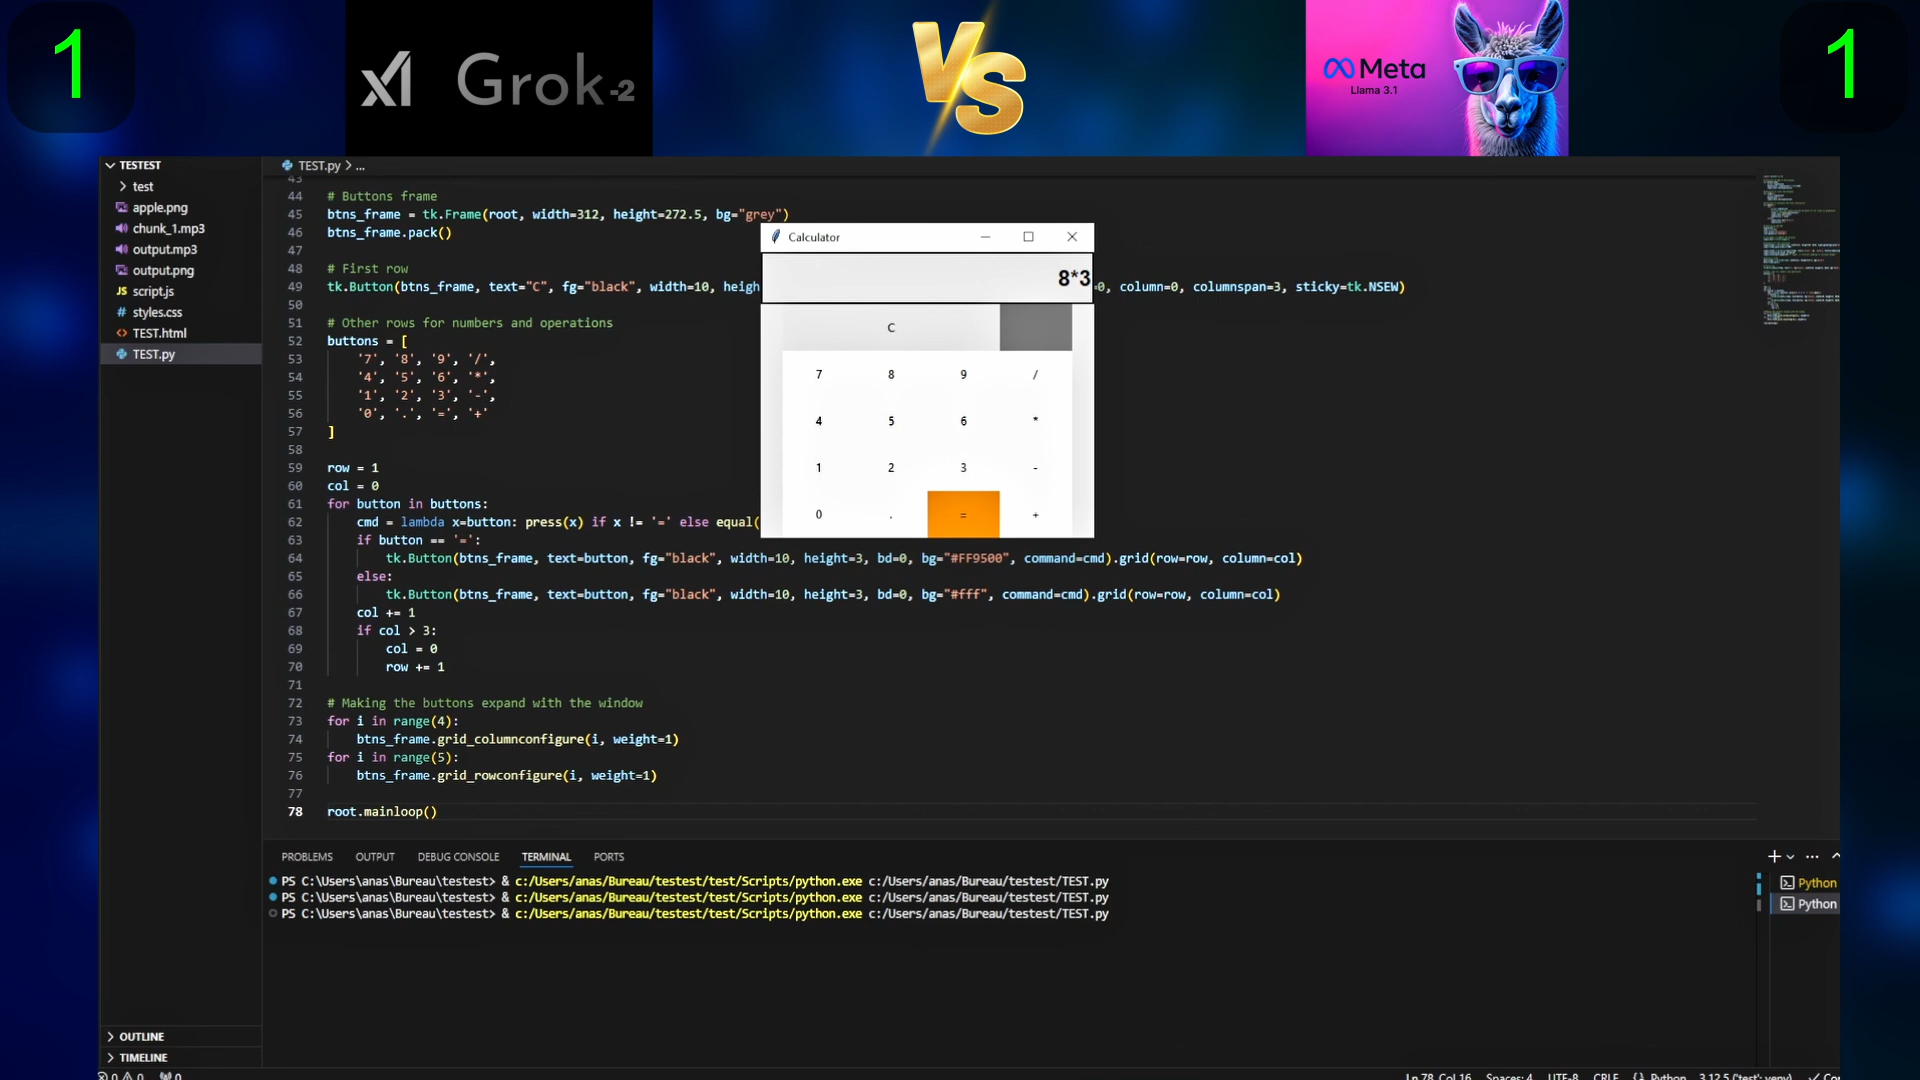 1
xI Grok-2
VS
Meta
Llama 3.1
1
TESTEST
test
apple.png
chunk_1.mp3
output.mp3
output.png
JS script.js
# styles.css
<> TEST.html
TEST.py
OUTLINE
TIMELINE
TEST.py > ...
43
44 # Buttons frame
45 btns_frame = tk.Frame(root, width=312, height=272.5, bg="grey")
46 btns_frame.pack()
47
48 # First row
49 tk.Button(btns_frame, text="C", fg="black", width=10, heigh =0, column=0, columnspan=3, sticky=tk.NSEW)
50
51 # Other rows for numbers and operations
52 buttons = [
53 '7', '8', '9', '/',
54 '4', '5', '6', '*',
55 '1', '2', '3', '-',
56 '0', '.', '=', '+'
57 ]
58
59 row = 1
60 col = 0
61 for button in buttons:
62 cmd = lambda x=button: press(x) if x != '=' else equal(
63 if button == '=':
64 tk.Button(btns_frame, text=button, fg="black", width=10, height=3, bd=0, bg="#FF9500", command=cmd).grid(row=row, column=col)
65 else:
66 tk.Button(btns_frame, text=button, fg="black", width=10, height=3, bd=0, bg="#fff", command=cmd).grid(row=row, column=col)
67 col += 1
68 if col > 3:
69 col = 0
70 row += 1
71
72 # Making the buttons expand with the window
73 for i in range(4):
74 btns_frame.grid_columnconfigure(i, weight=1)
75 for i in range(5):
76 btns_frame.grid_rowconfigure(i, weight=1)
77
78 root.mainloop()
Calculator
8*3
C
7 8 9 /
4 5 6 *
1 2 3 -
0 . = +
PROBLEMS OUTPUT DEBUG CONSOLE TERMINAL PORTS
PS C:\Users\anas\Bureau\testest> & c:/Users/anas/Bureau/testest/test/Scripts/python.exe c:/Users/anas/Bureau/testest/TEST.py
PS C:\Users\anas\Bureau\testest> & c:/Users/anas/Bureau/testest/test/Scripts/python.exe c:/Users/anas/Bureau/testest/TEST.py
PS C:\Users\anas\Bureau\testest> & c:/Users/anas/Bureau/testest/test/Scripts/python.exe c:/Users/anas/Bureau/testest/TEST.py
Python
Python
0 0 0 Ln 78, Col 16 Spaces: 4 UTF-8 CRLF {} Python 3.12.5 ('test': venv)